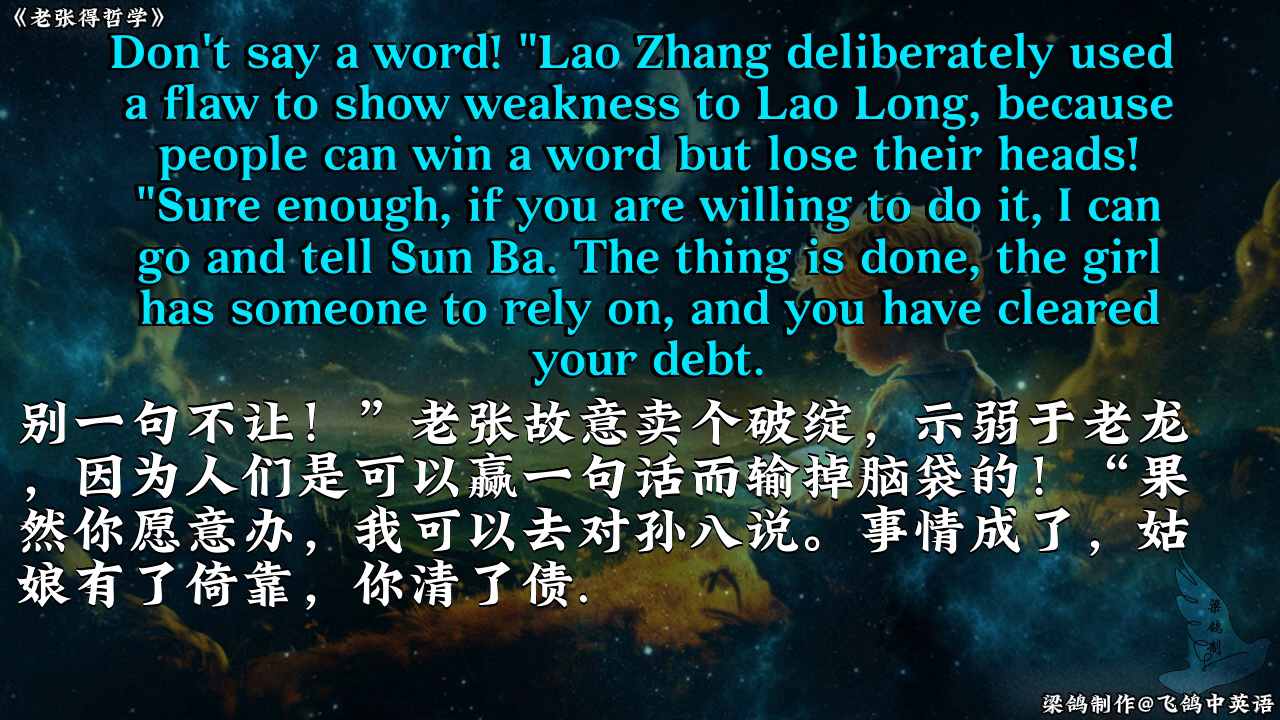 《老张得哲学》
Don't say a word! "Lao Zhang deliberately used
a flaw to show weakness to Lao Long, because
people can win a word but lose their heads!
"Sure enough, if you are willing to do it, I can
go and tell Sun Ba. The thing is done, the girl
has someone to rely on, and you have cleared
your debt.
别一句不让！”老张故意卖个破绽，示弱于老龙
，因为人们是可以赢一句话而输掉脑袋的！“果
然你愿意办，我可以去对孙八说。事情成了，姑
娘有了倚靠，你清了债.
梁鸽制
梁鸽制作@飞鸽中英语